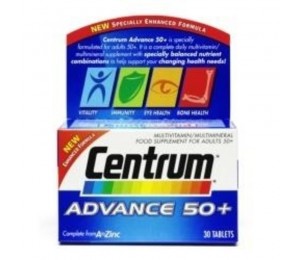 NEW SPECIALLY ENHANCED FORMULA
Centrum Advance 50+ is specially
formulated for adults 50+. It is a complete daily multivitamin/
multimineral supplement with specially balanced nutrient
combinations to help support your changing health needs!
VITALITY IMMUNITY EYE HEALTH BONE HEALTH
NEW
ENHANCED FORMULA
MULTIVITAMIN/MULTIMINERAL
FOOD SUPPLEMENT FOR ADULTS 50+
Centrum
ADVANCE 50+
Complete from A to Zinc
30 TABLETS